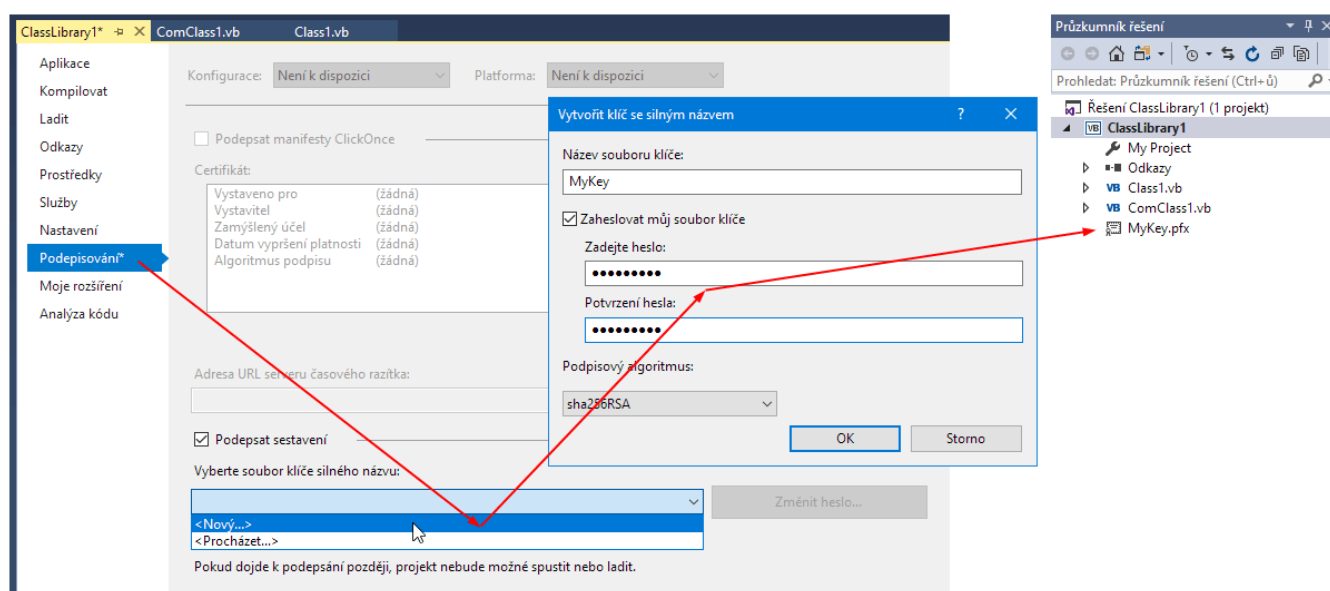 ClassLibrary1*
ComClass1.vb
Class1.vb
Aplikace
Kompilovat
Ladit
Odkazy
Prostředky
Služby
Nastavení
Podepisování*
Moje rozšíření
Analýza kódu
Konfigurace: Není k dispozici
Platforma: Není k dispozici
Podepsat manifesty ClickOnce
Certifikát:
Vystaveno pro (žádná)
Vystavitel (žádná)
Zamýšlený účel (žádná)
Datum vypršení platnosti (žádná)
Algoritmus podpisu (žádná)
Adresa URL serveru časového razítka:
Podepsat sestavení
Vyberte soubor klíče silného názvu:
Změnit heslo...
<Nový...>
<Procházet...>
Pokud dojde k podepsání později, projekt nebude možné spustit nebo ladit.
Vytvořit klíč se silným názvem
Název souboru klíče:
MyKey
Zaheslovat můj soubor klíče
Zadejte heslo:
Potvrzení hesla:
Podpisový algoritmus:
sha256RSA
OK
Storno
Průzkumník řešení
Prohledat: Průzkumník řešení (Ctrl+ů)
Řešení ClassLibrary1 (1 projekt)
VB ClassLibrary1
My Project
Odkazy
VB Class1.vb
VB ComClass1.vb
MyKey.pfx